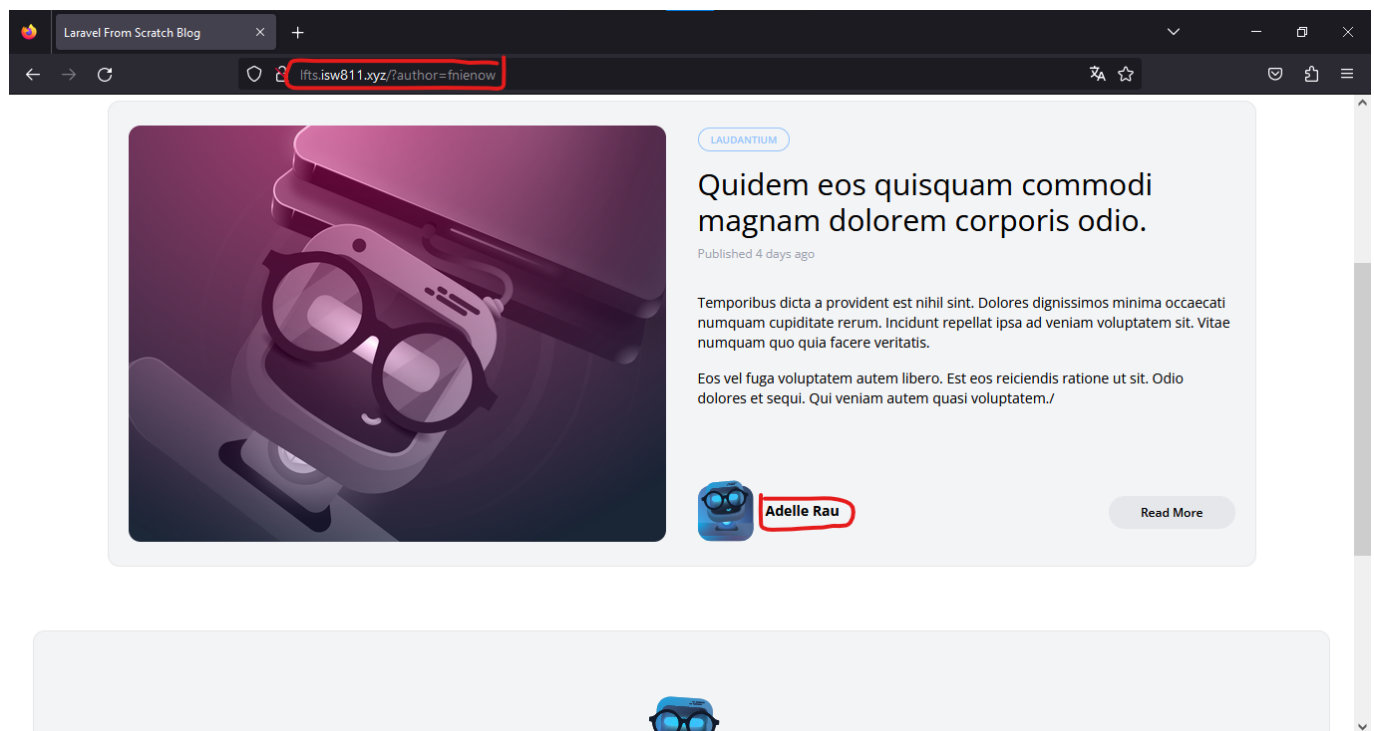 Laravel From Scratch Blog
lfts.isw811.xyz/?author=fnienow
LAUDANTIUM
Quidem eos quisquam commodi
magnam dolorem corporis odio.
Published 4 days ago
Temporibus dicta a provident est nihil sint. Dolores dignissimos minima occaecati
numquam cupiditate rerum. Incidunt repellat ipsa ad veniam voluptatem sit. Vitae
numquam quo quia facere veritatis.
Eos vel fuga voluptatem autem libero. Est eos reiciendis ratione ut sit. Odio
dolores et sequi. Qui veniam autem quasi voluptatem./
Adelle Rau
Read More